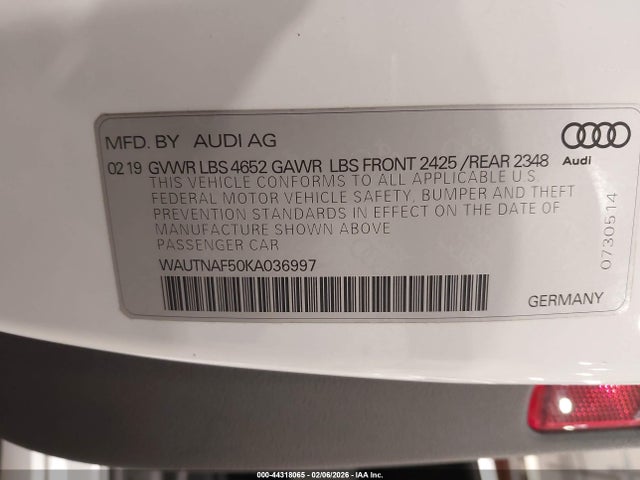 MFD. BY AUDI AG
Audi
02 19 GVWR LBS 4652 GAWR LBS FRONT 2425 /REAR 2348
THIS VEHICLE CONFORMS TO ALL APPLICABLE U.S.
FEDERAL MOTOR VEHICLE SAFETY, BUMPER AND THEFT
PREVENTION STANDARDS IN EFFECT ON THE DATE OF
MANUFACTURE SHOWN ABOVE
PASSENGER CAR
0730514
WAUTNAF50KA036997
GERMANY
000-44318065 - 02/06/2026 - IAA Inc.